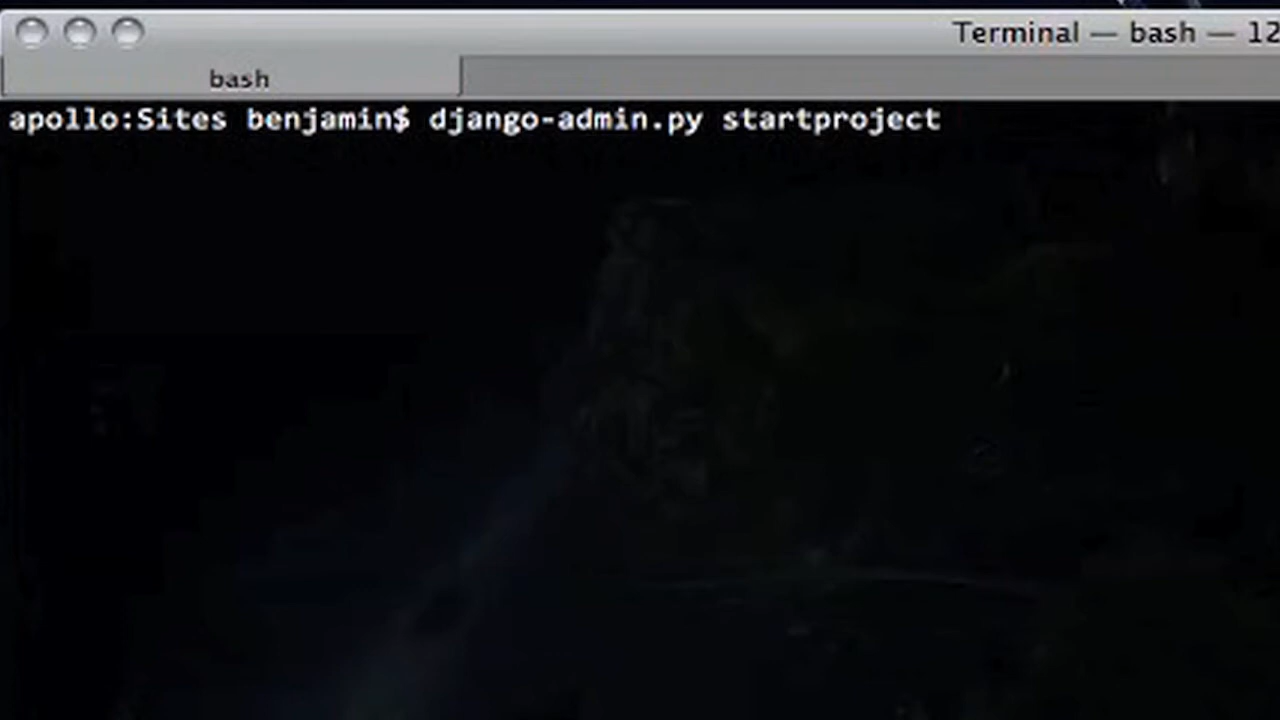 Terminal — bash — 12
bash
apollo:Sites benjamin$ django-admin.py startproject